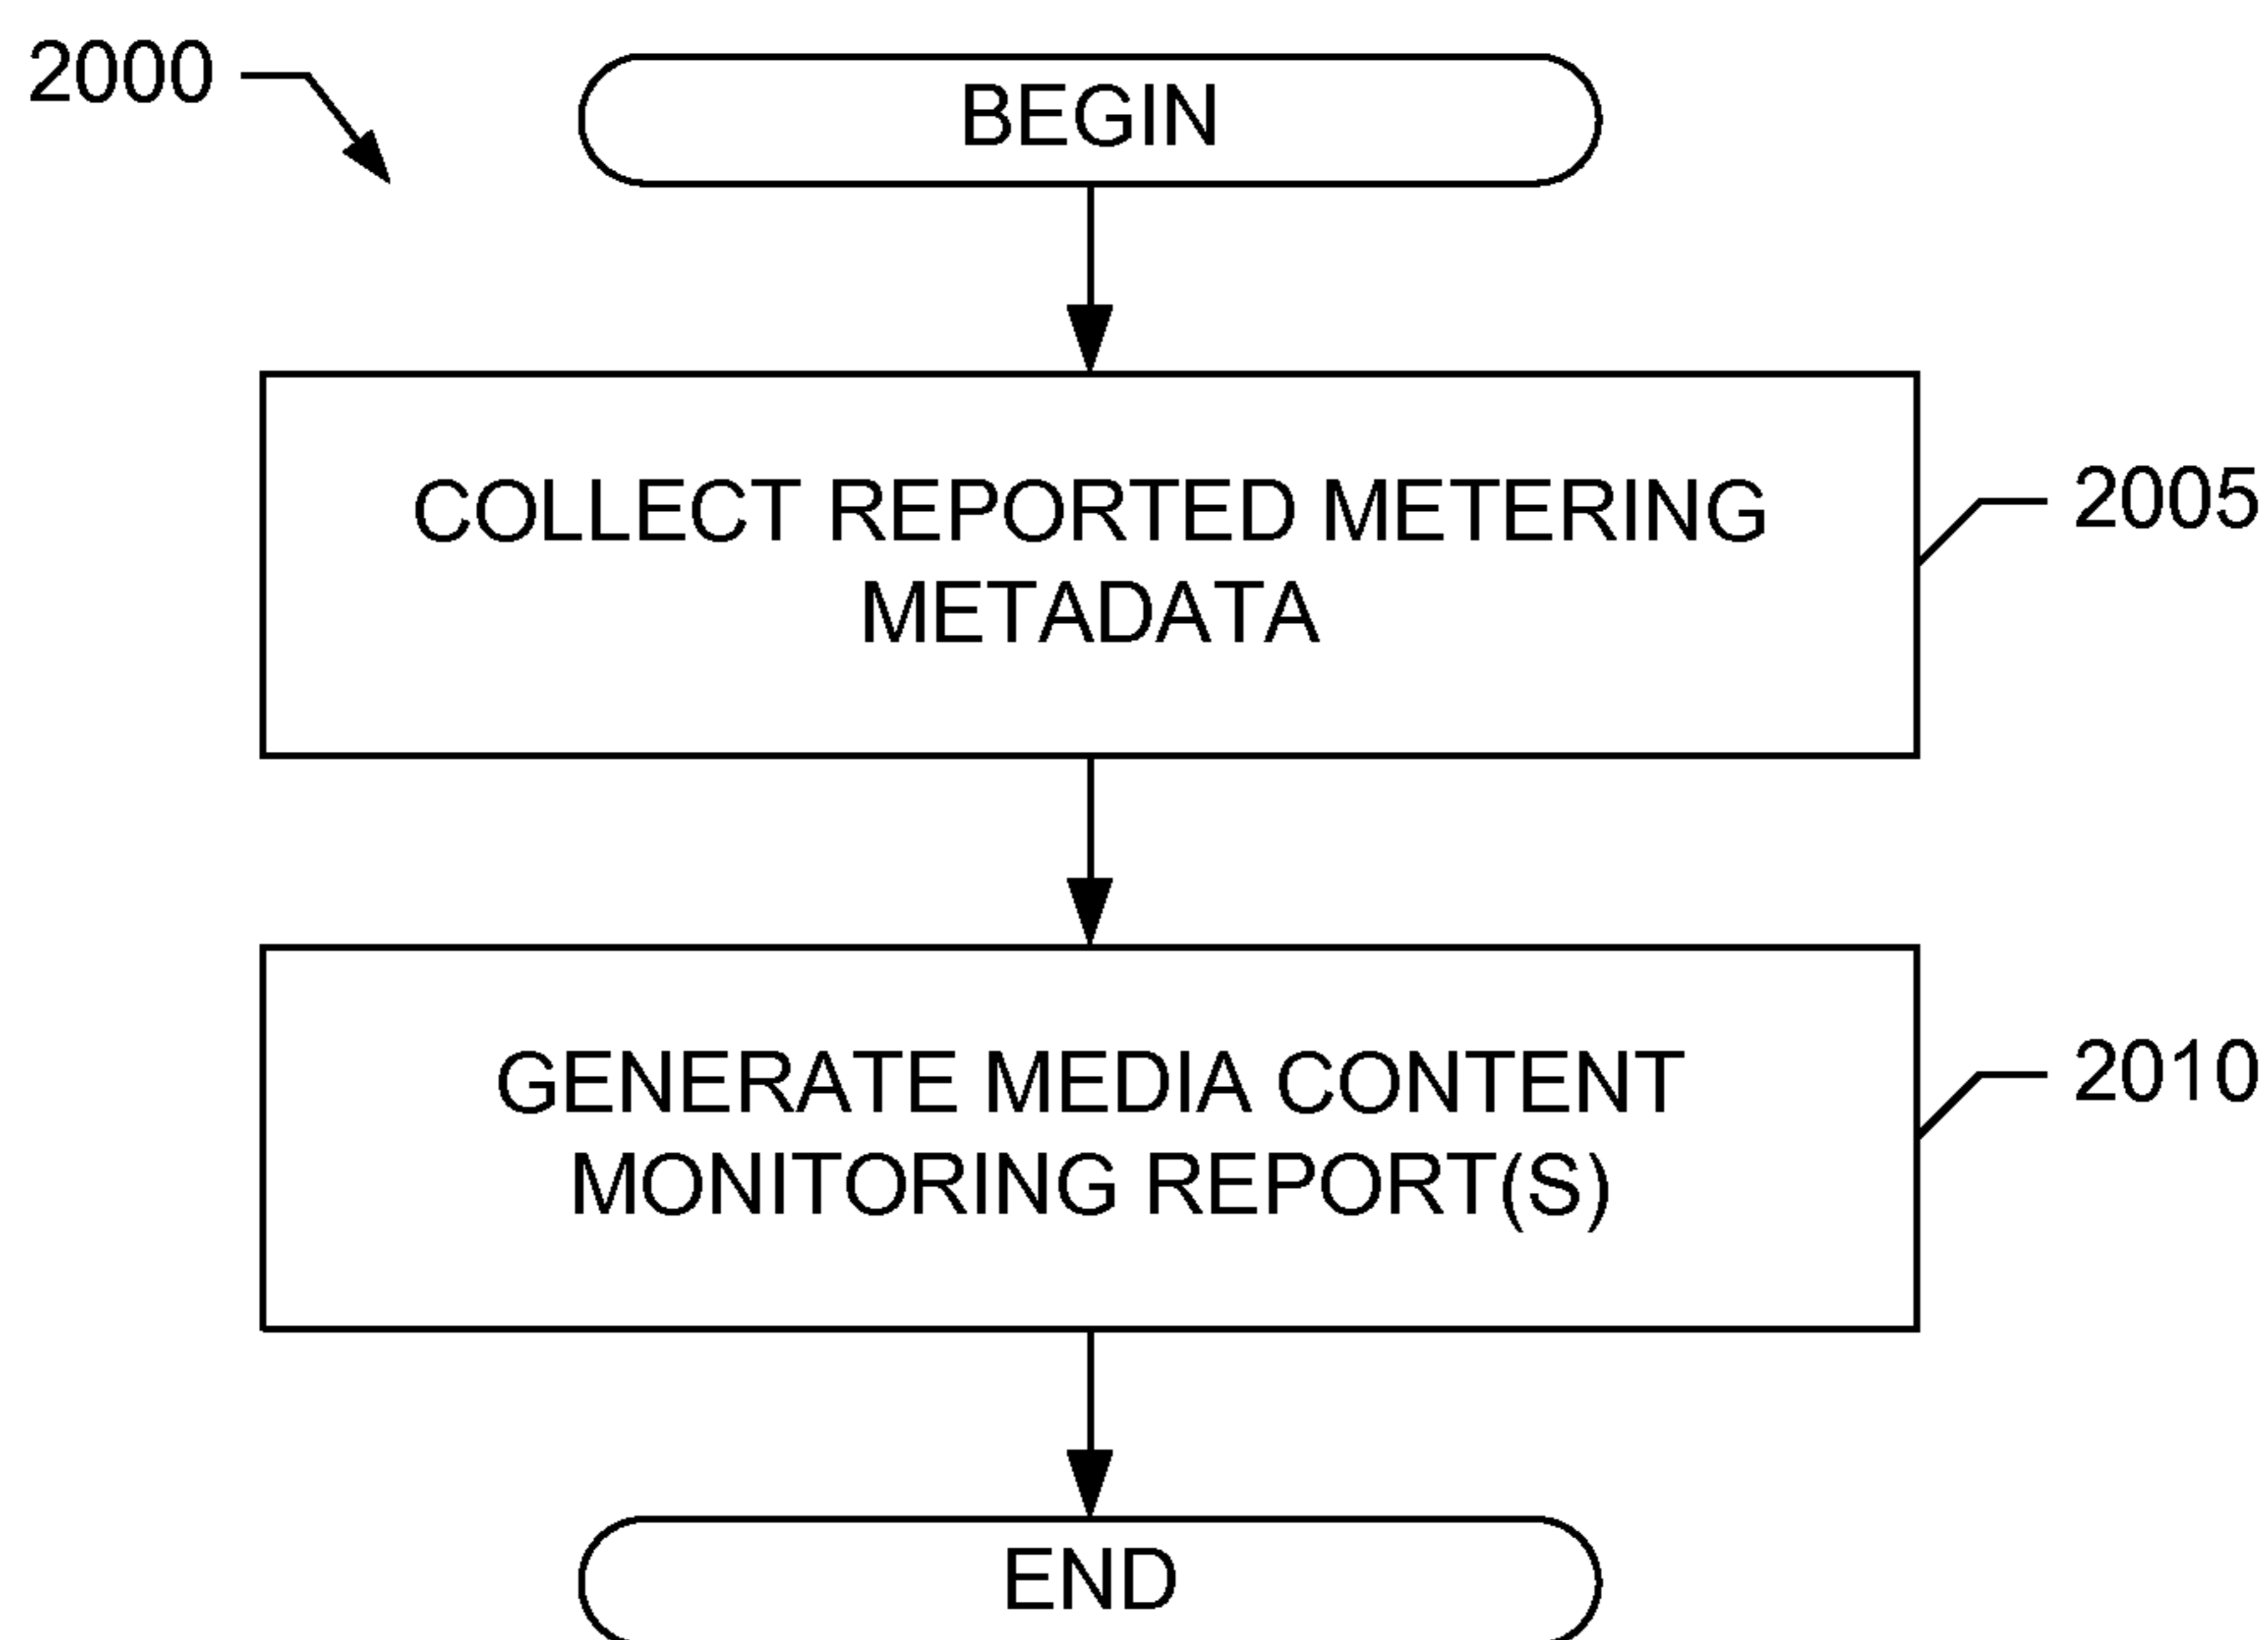 2000
BEGIN
COLLECT REPORTED METERING
METADATA
2005
GENERATE MEDIA CONTENT
MONITORING REPORT(S)
2010
END